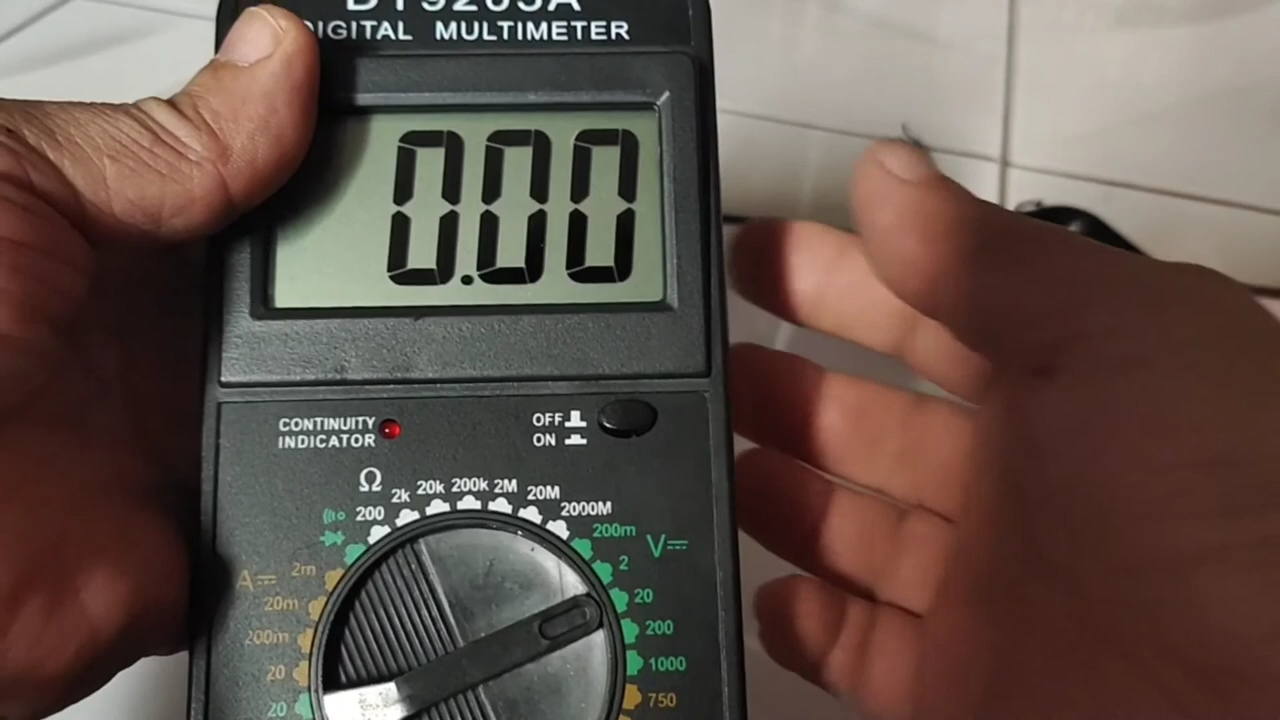 DT9205A
DIGITAL MULTIMETER
0.00
CONTINUITY
INDICATOR
OFF
ON
Ω
200
2k
20k
200k
2M
20M
2000M
200m
V
2
20
200
1000
750
A
2m
20m
200m
20
20